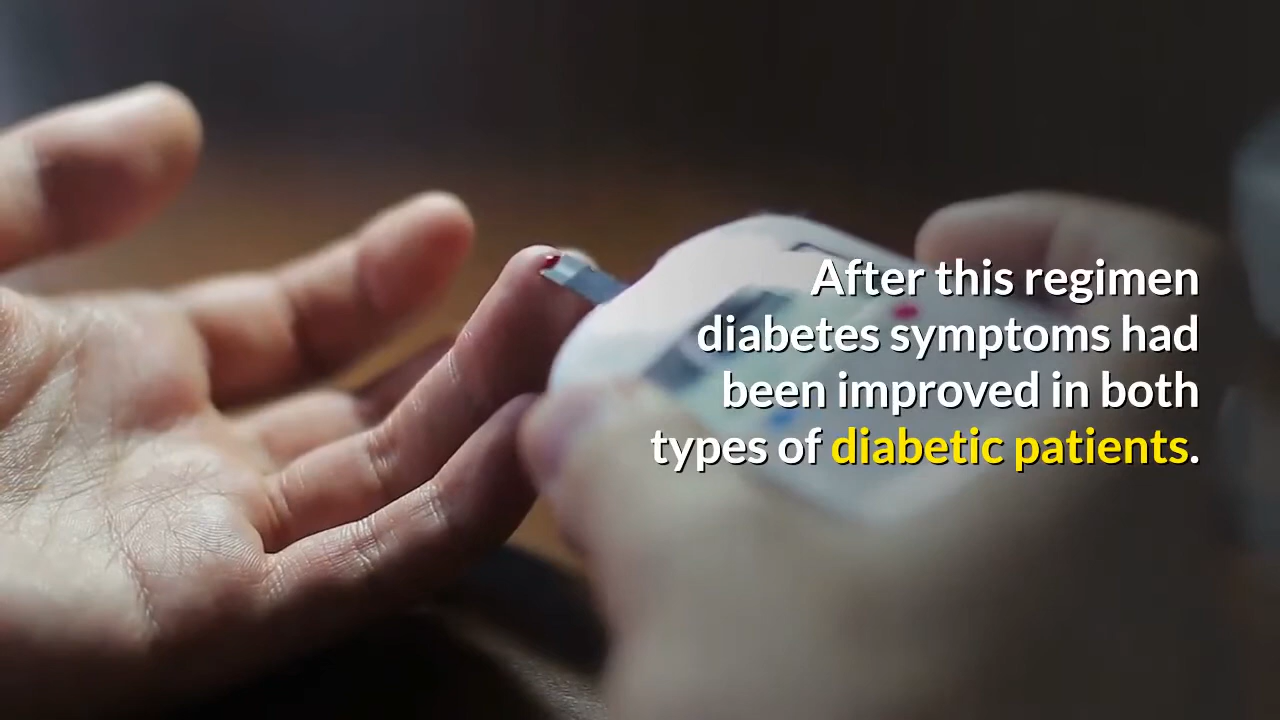 After this regimen
diabetes symptoms had
been improved in both
types of diabetic patients.